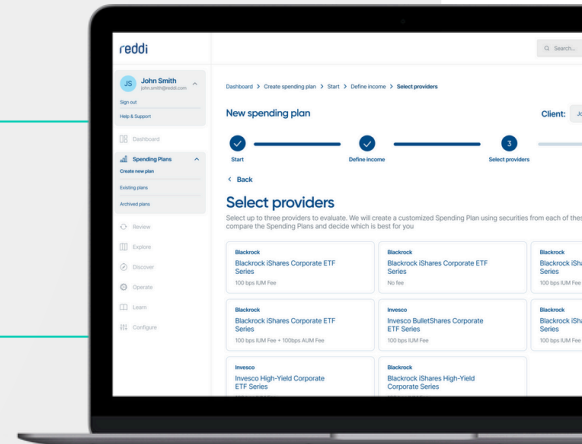 reddi
Search...
JS
John Smith
john.smith@reddi.com
Sign out
Help & Support
Dashboard
Spending Plans
Create new plan
Existing plans
Archived plans
Review
Explore
Discover
Operate
Learn
Configure
Dashboard > Create spending plan > Start > Define income > Select providers
New spending plan
Client: Jo
3
Start
Define income
Select providers
< Back
Select providers
Select up to three providers to evaluate. We will create a customized Spending Plan using securities from each of thes
compare the Spending Plans and decide which is best for you
Blackrock
Blackrock iShares Corporate ETF
Series
100 bps IUM Fee
Blackrock
Blackrock iShares Corporate ETF
Series
No fee
Blackrock
Blackrock iSha
Series
100 bps IUM Fee
Blackrock
Blackrock iShares Corporate ETF
Series
100 bps IUM Fee + 100bps AUM Fee
Invesco
Invesco BulletShares Corporate
ETF Series
100 bps IUM Fee
Blackrock
Blackrock iSha
Series
100 bps IUM Fee
Invesco
Invesco High-Yield Corporate
ETF Series
Blackrock
Blackrock iShares High-Yield
Corporate Series